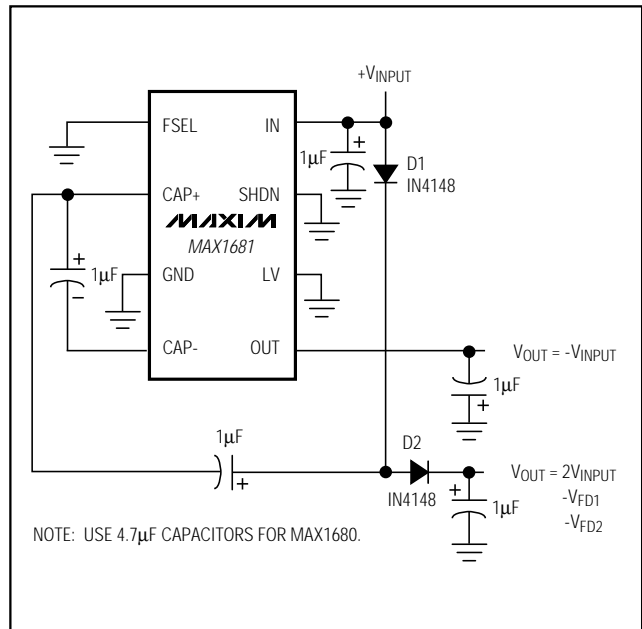 +VINPUT
FSEL IN
1µF +
D1
IN4148
CAP+ SHDN
MAXIM
MAX1681
+
1µF
−
GND LV
CAP- OUT
VOUT = -VINPUT
1µF
+
1µF
+
D2
IN4148
VOUT = 2VINPUT
-VFD1
-VFD2
+
1µF
NOTE: USE 4.7µF CAPACITORS FOR MAX1680.